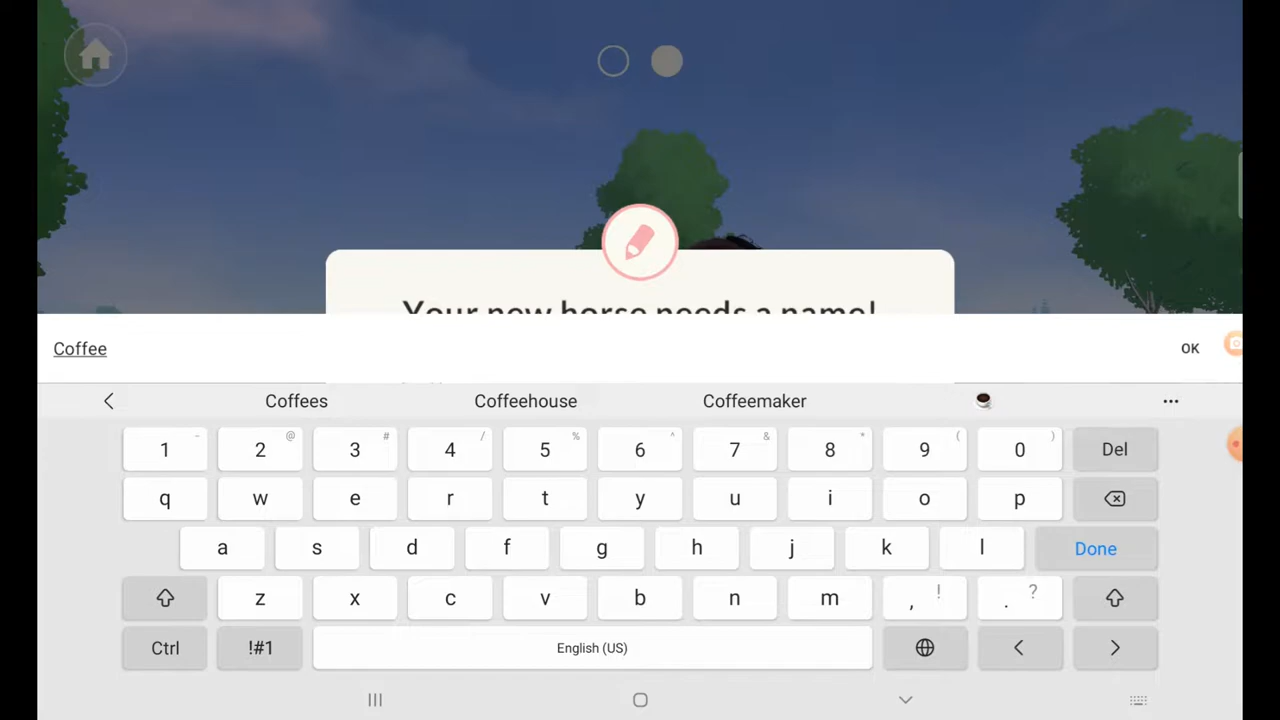 Your new horse needs a name!
Coffee OK
Coffees Coffeehouse Coffeemaker
1 - 2 @ 3 # 4 / 5 % 6 ^ 7 & 8 * 9 ( 0 ) Del
q w e r t y u i o p
a s d f g h j k l Done
z x c v b n m , ! . ?
Ctrl !#1 English (US) < >